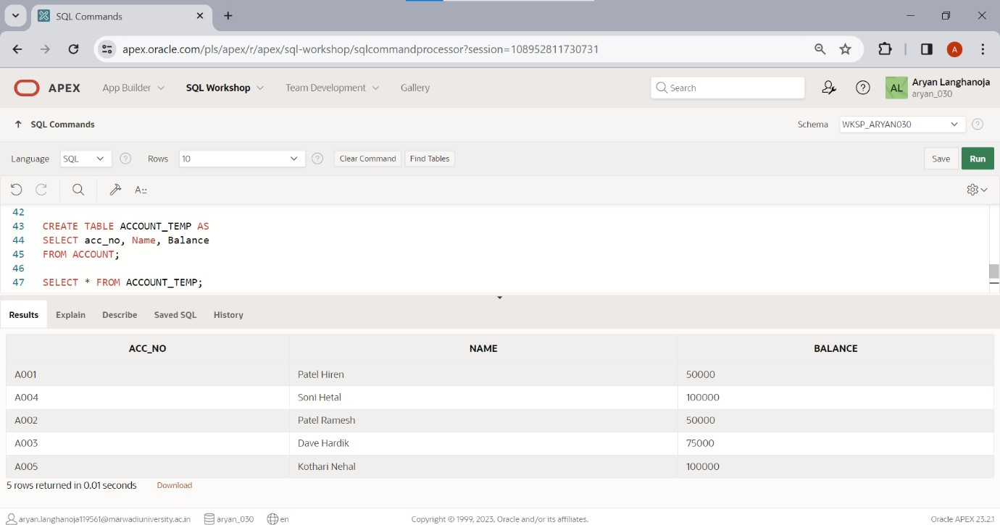 SQL Commands
apex.oracle.com/pls/apex/r/apex/sql-workshop/sqlcommandprocessor?session=108952811730731
A
APEX App Builder SQL Workshop Team Development Gallery Search AL Aryan Langhanoja
aryan_030
SQL Commands Schema WKSP_ARYAN030
Language SQL Rows 10 Clear Command Find Tables Save Run
A::
42
43 CREATE TABLE ACCOUNT_TEMP AS
44 SELECT acc_no, Name, Balance
45 FROM ACCOUNT;
46
47 SELECT * FROM ACCOUNT_TEMP;
Results Explain Describe Saved SQL History
ACC_NO NAME BALANCE
A001 Patel Hiren 50000
A004 Soni Hetal 100000
A002 Patel Ramesh 50000
A003 Dave Hardik 75000
A005 Kothari Nehal 100000
5 rows returned in 0.01 seconds Download
aryan.langhanoja119561@marwadiuniversity.ac.in aryan_030 en Copyright © 1999, 2023, Oracle and/or its affiliates. Oracle APEX 23.2.1